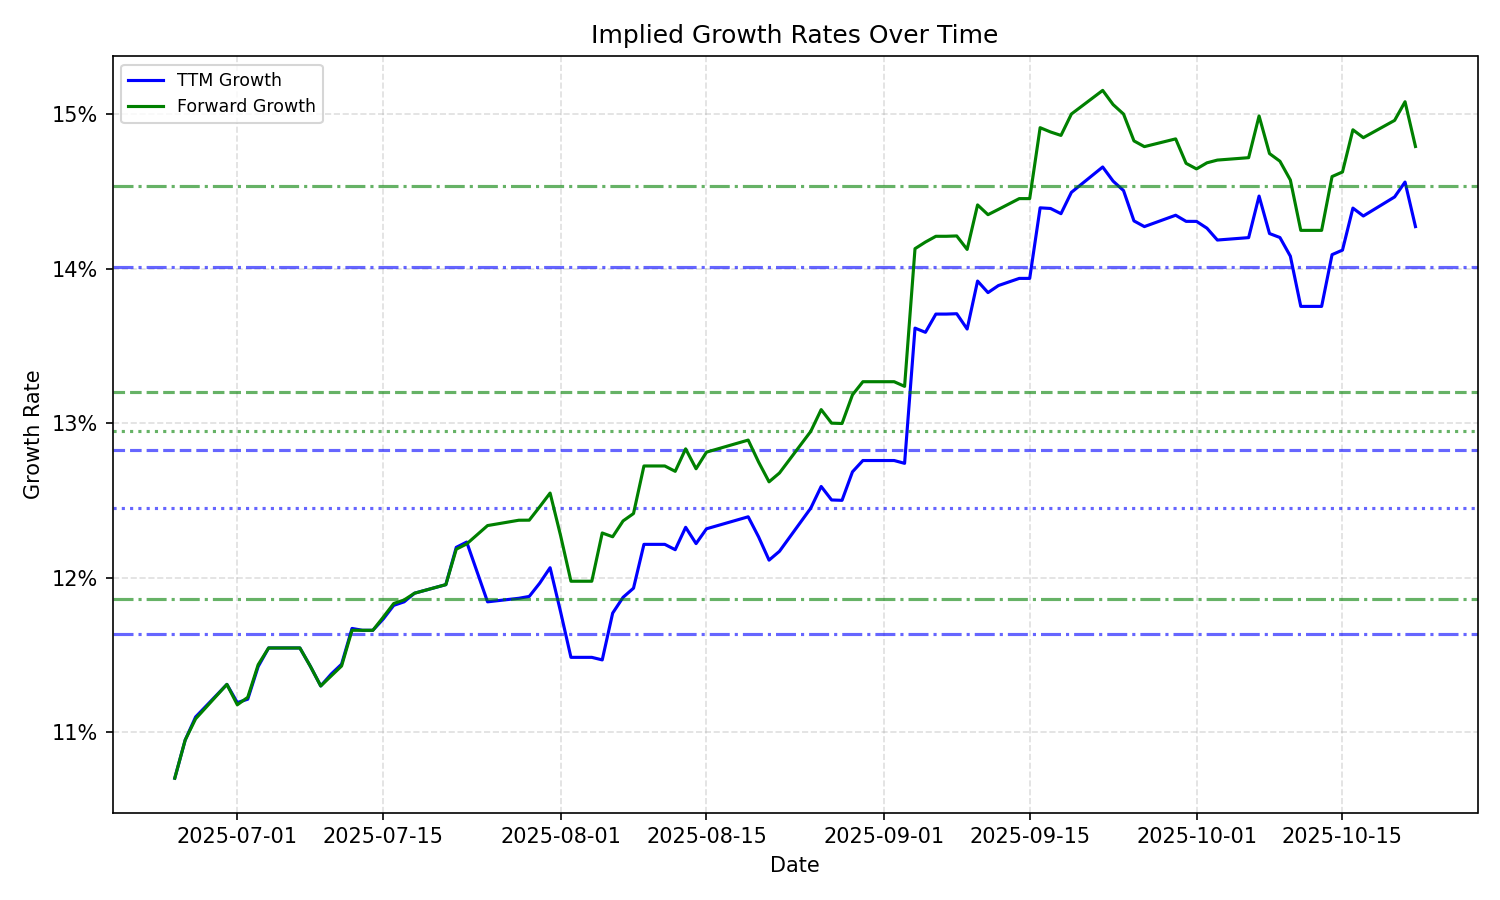 Implied Growth Rates Over Time
TTM Growth
Forward Growth
15%
14%
13%
12%
11%
Growth Rate
2025-07-01 2025-07-15 2025-08-01 2025-08-15 2025-09-01 2025-09-15 2025-10-01 2025-10-15
Date